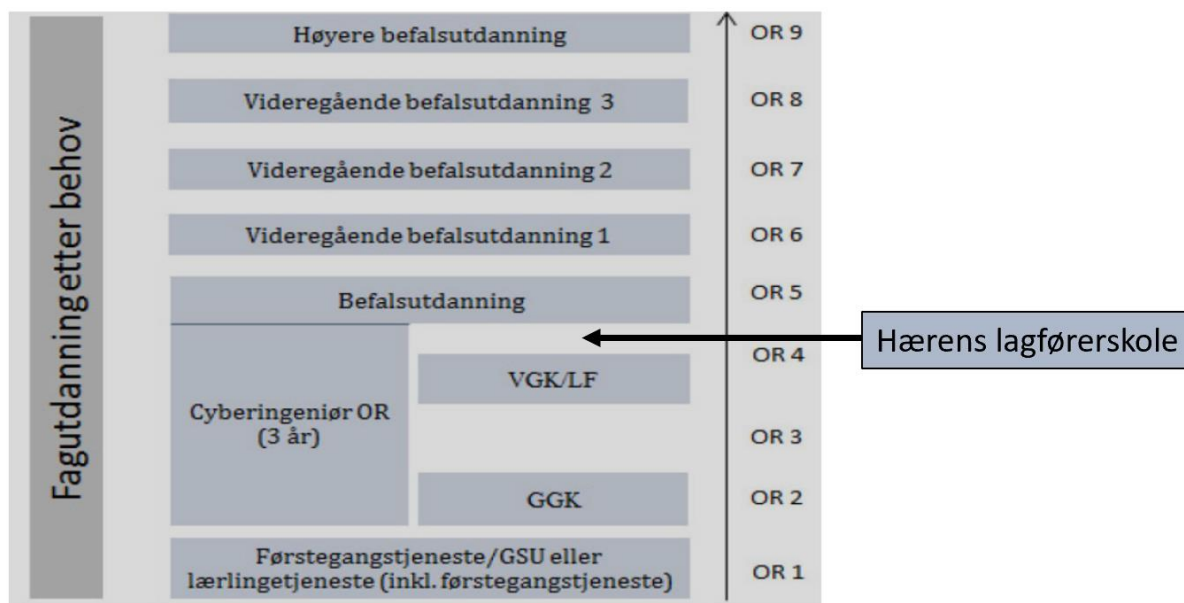 Fagutdanningetter behov
Høyere befalsutdanning
OR 9
Videregående befalsutdanning 3
OR 8
Videregående befalsutdanning 2
OR 7
Videregående befalsutdanning 1
OR 6
Befalsutdanning
OR 5
Hærens lagførerskole
OR 4
VGK/LF
Cyberingeniør OR
(3 år)
OR 3
GGK
OR 2
Førstegangstjeneste/GSU eller
lærlingetjeneste (inkl. førstegangstjeneste)
OR 1